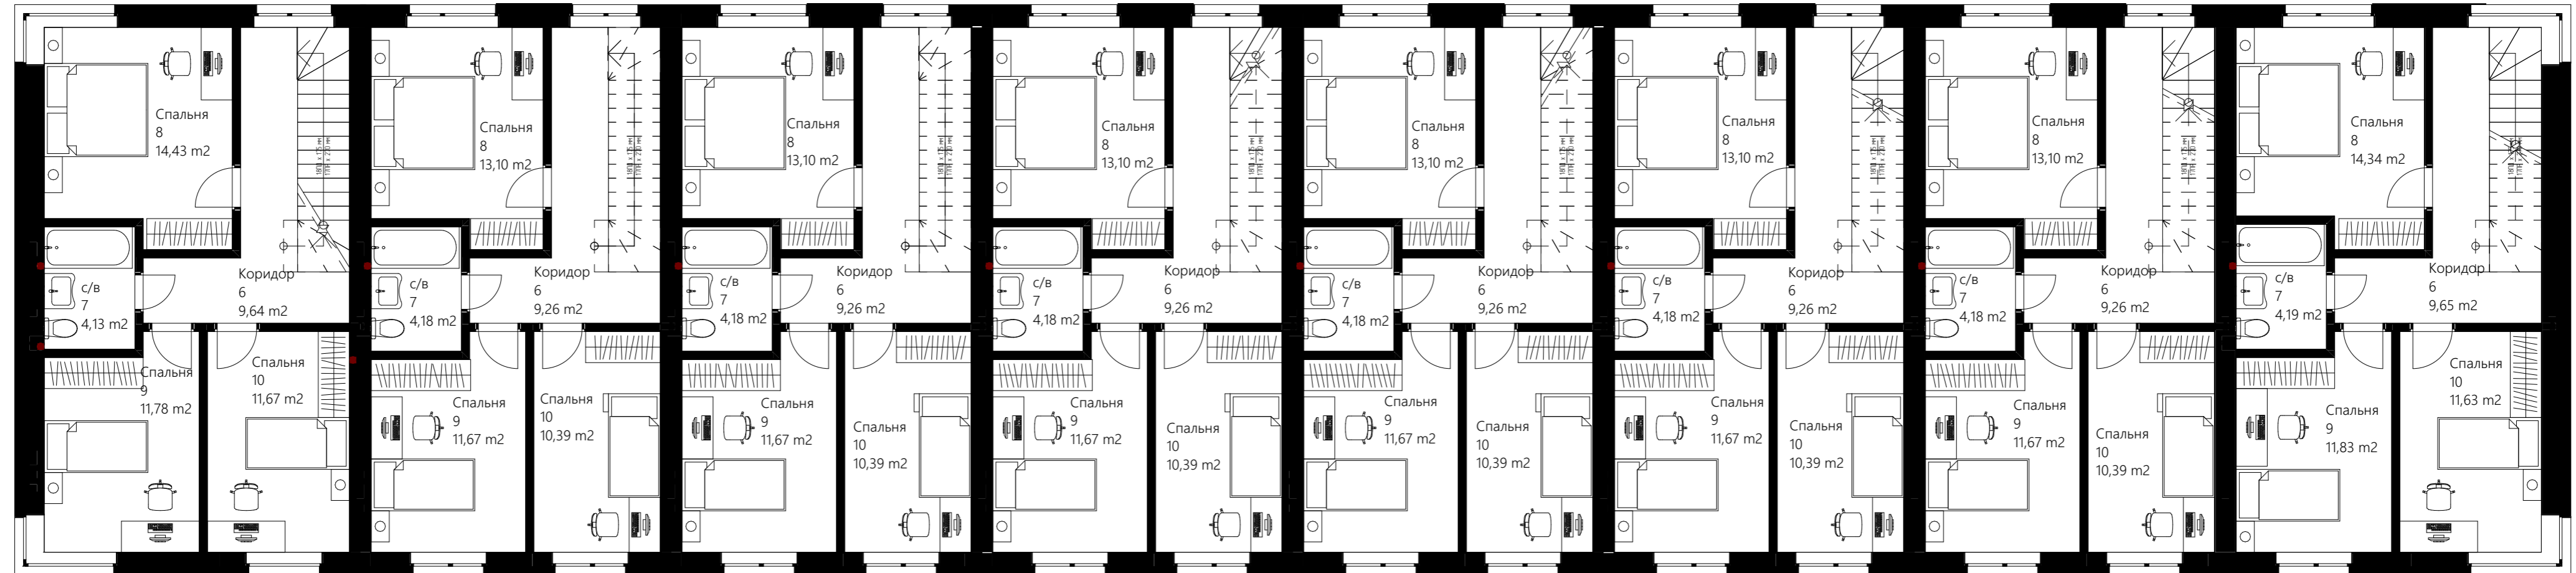 Спальня
8
14,43 m2
Спальня
8
13,10 m2
Спальня
8
13,10 m2
Спальня
8
13,10 m2
Спальня
8
13,10 m2
Спальня
8
13,10 m2
Спальня
8
13,10 m2
Спальня
8
14,34 m2
с/в
7
4,13 m2
Коридор
6
9,64 m2
с/в
7
4,18 m2
Коридор
6
9,26 m2
с/в
7
4,18 m2
Коридор
6
9,26 m2
с/в
7
4,18 m2
Коридор
6
9,26 m2
с/в
7
4,18 m2
Коридор
6
9,26 m2
с/в
7
4,18 m2
Коридор
6
9,26 m2
с/в
7
4,18 m2
Коридор
6
9,26 m2
с/в
7
4,19 m2
Коридор
6
9,65 m2
Спальня
9
11,78 m2
Спальня
10
11,67 m2
Спальня
9
11,67 m2
Спальня
10
10,39 m2
Спальня
9
11,67 m2
Спальня
10
10,39 m2
Спальня
9
11,67 m2
Спальня
10
10,39 m2
Спальня
9
11,67 m2
Спальня
10
10,39 m2
Спальня
9
11,67 m2
Спальня
10
10,39 m2
Спальня
9
11,67 m2
Спальня
10
10,39 m2
Спальня
9
11,83 m2
Спальня
10
11,63 m2